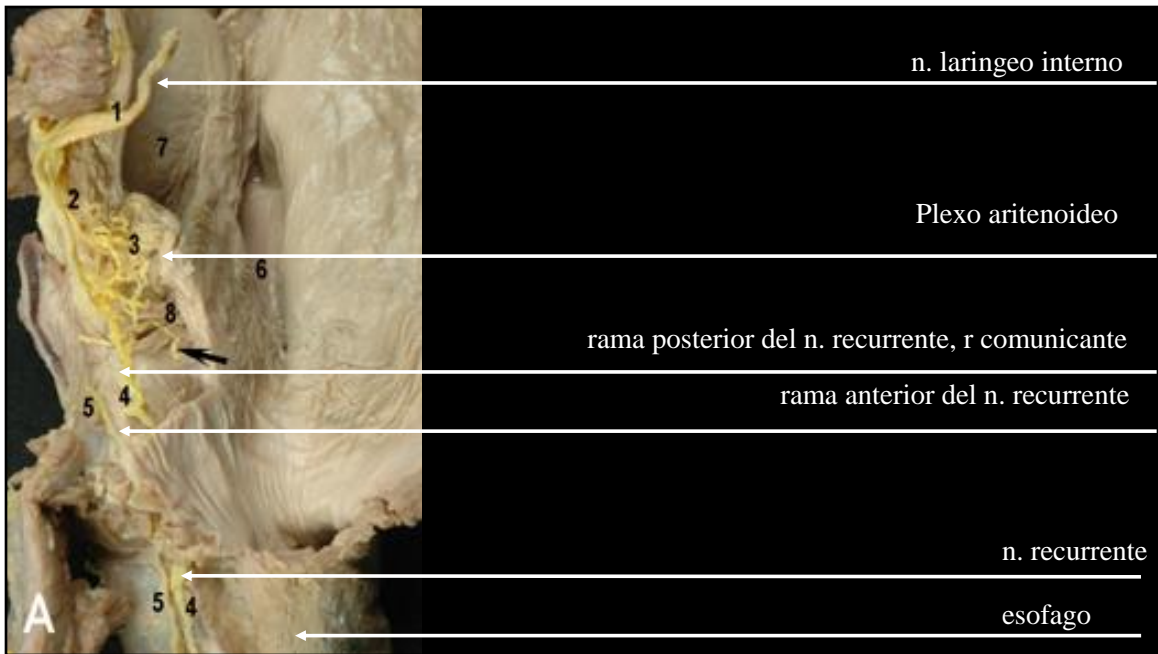 n. laringeo interno
1
7
2
Plexo aritenoideo
3
6
8
rama posterior del n. recurrente, r comunicante
4
5
rama anterior del n. recurrente
n. recurrente
5 4
A
esofago